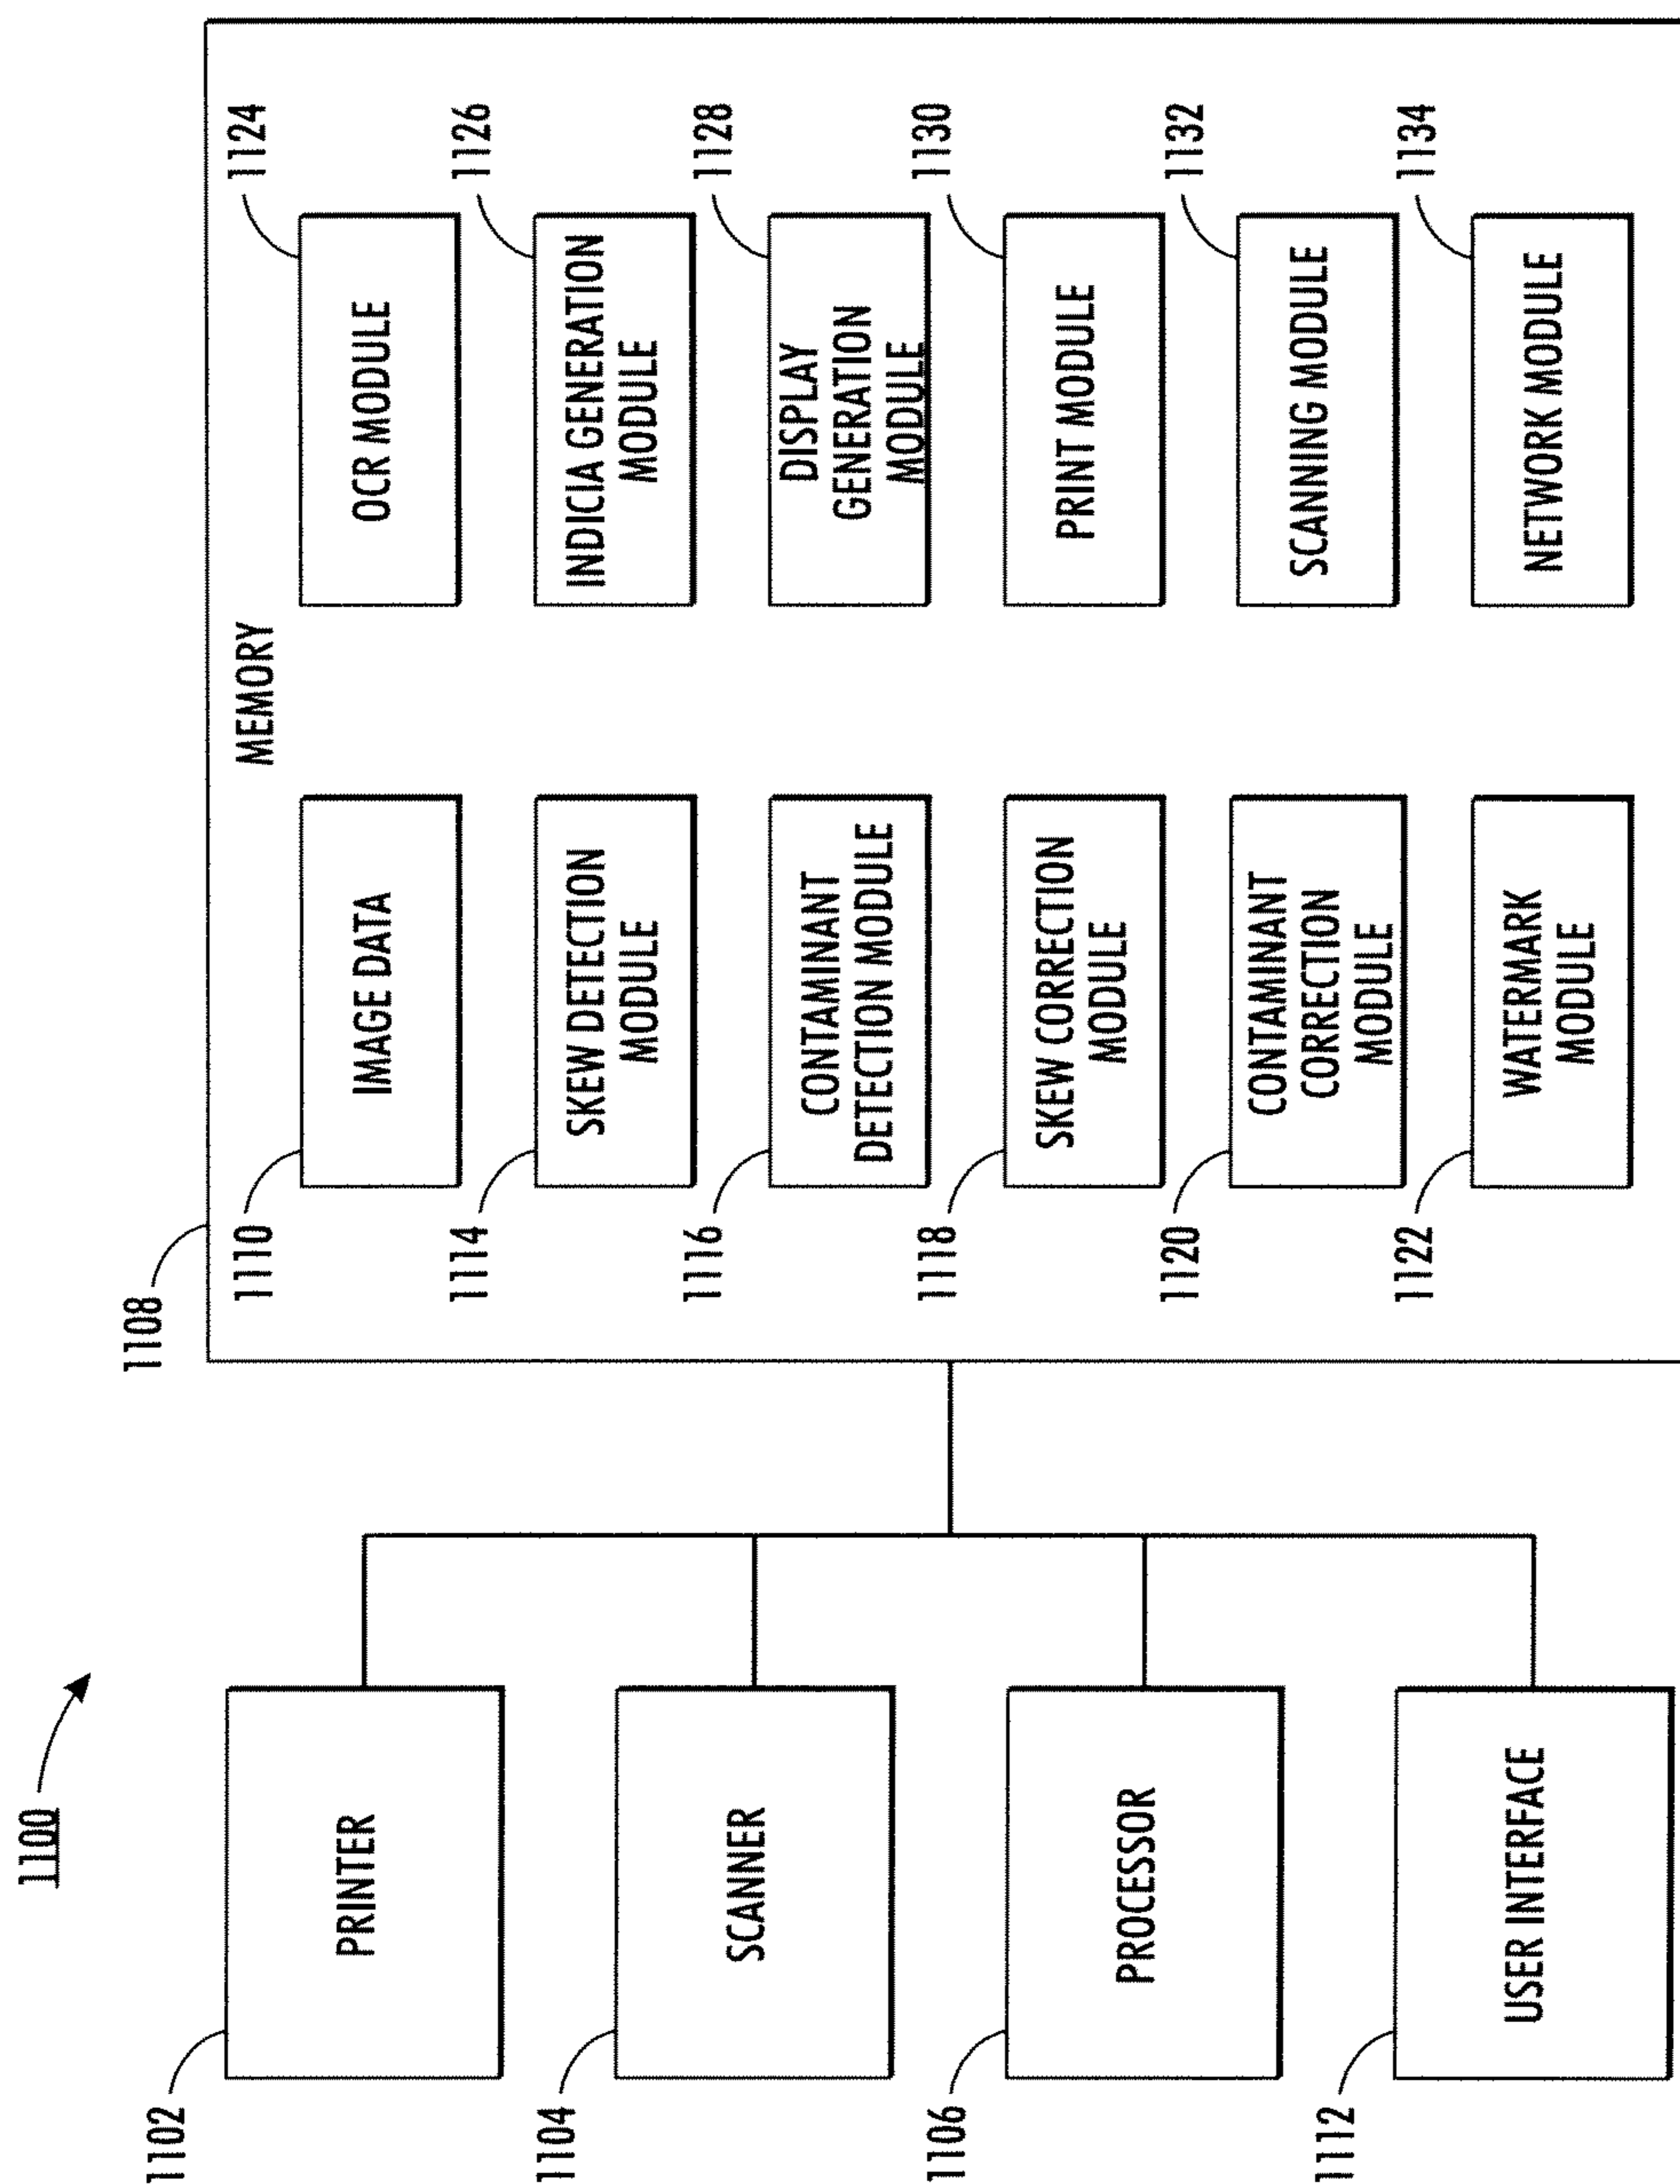 1100
1102
PRINTER
1104
SCANNER
1106
PROCESSOR
1112
USER INTERFACE
1108
MEMORY
1110
IMAGE DATA
1124
OCR MODULE
1114
SKEW DETECTION
MODULE
1126
INDICIA GENERATION
MODULE
1116
CONTAMINANT
DETECTION MODULE
1128
DISPLAY
GENERATION
MODULE
1118
SKEW CORRECTION
MODULE
1130
PRINT MODULE
1120
CONTAMINANT
CORRECTION
MODULE
1132
SCANNING MODULE
1122
WATERMARK
MODULE
1134
NETWORK MODULE